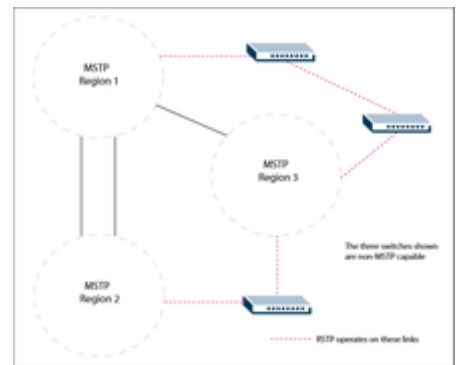 MSTP
Region 1
MSTP
Region 3
The three switches shown
are non-MSTP capable
MSTP
Region 2
RSTP operates on these links